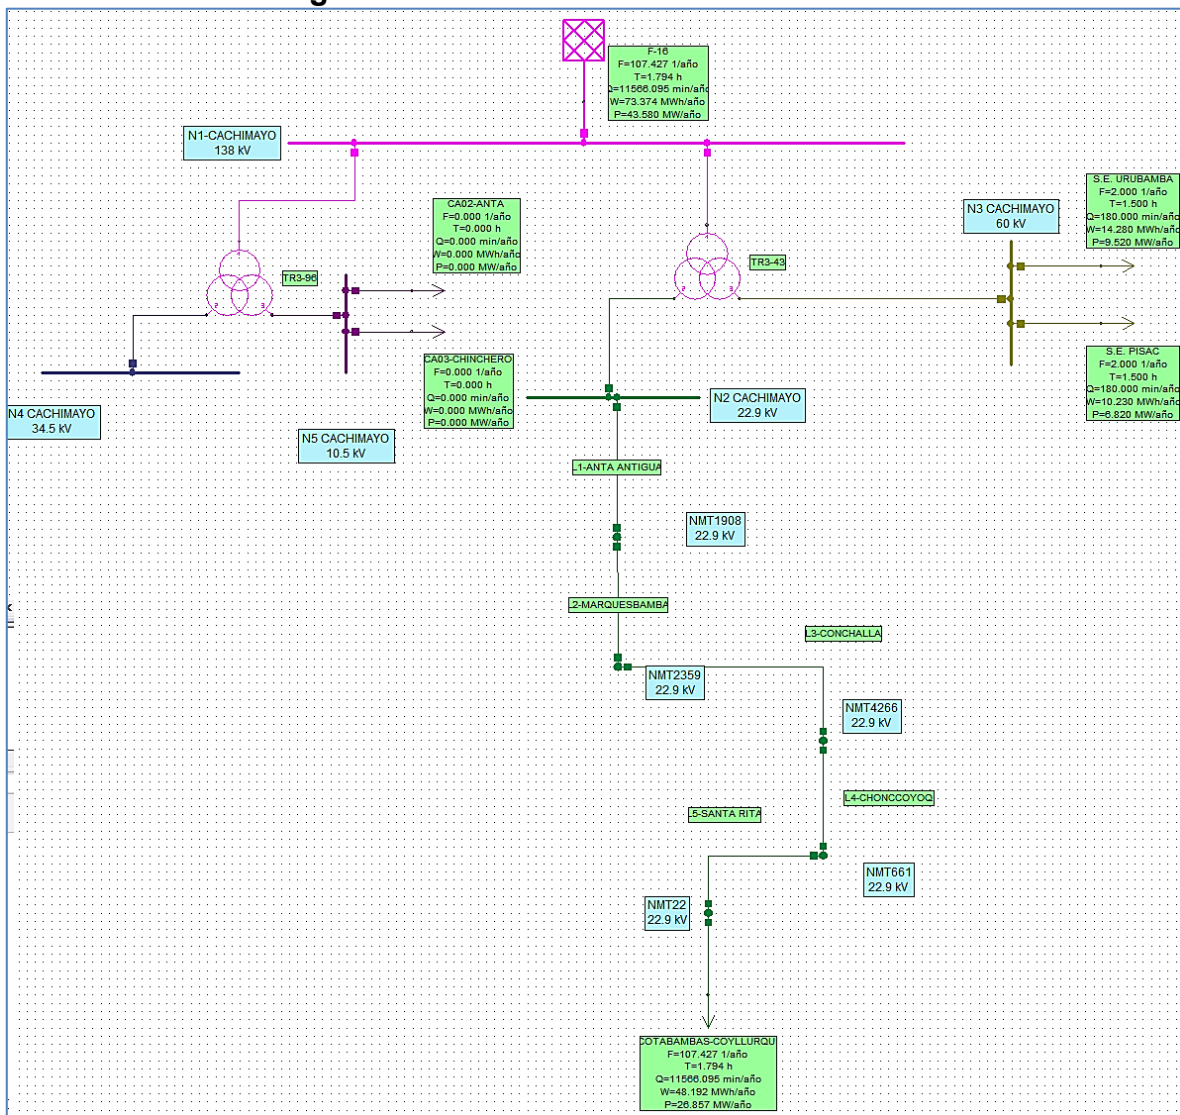 F-16
F=107.427 1/año
T=1.794 h
Q=11566.095 min/año
W=73.374 MWh/año
P=43.580 MW/año
N1-CACHIMAYO
138 kV
CA02-ANTA
F=0.000 1/año
T=0.000 h
Q=0.000 min/año
W=0.000 MWh/año
P=0.000 MW/año
N3 CACHIMAYO
60 kV
S.E. URUBAMBA
F=2.000 1/año
T=1.500 h
Q=180.000 min/año
W=14.280 MWh/año
P=9.520 MW/año
1
2
3
TR3-96
1
2
3
TR3-43
CA03-CHINCHERO
F=0.000 1/año
T=0.000 h
Q=0.000 min/año
W=0.000 MWh/año
P=0.000 MW/año
S.E. PISAC
F=2.000 1/año
T=1.500 h
Q=180.000 min/año
W=10.230 MWh/año
P=6.820 MW/año
N4 CACHIMAYO
34.5 kV
N5 CACHIMAYO
10.5 kV
N2 CACHIMAYO
22.9 kV
L1-ANTA ANTIGUA
NMT1908
22.9 kV
L2-MARQUESBAMBA
L3-CONCHALLA
NMT2359
22.9 kV
NMT4266
22.9 kV
L4-CHONCCOYOQ
L5-SANTA RITA
NMT661
22.9 kV
NMT22
22.9 kV
COTABAMBAS-COYLLURQU
F=107.427 1/año
T=1.794 h
Q=11566.095 min/año
W=48.192 MWh/año
P=26.857 MW/año